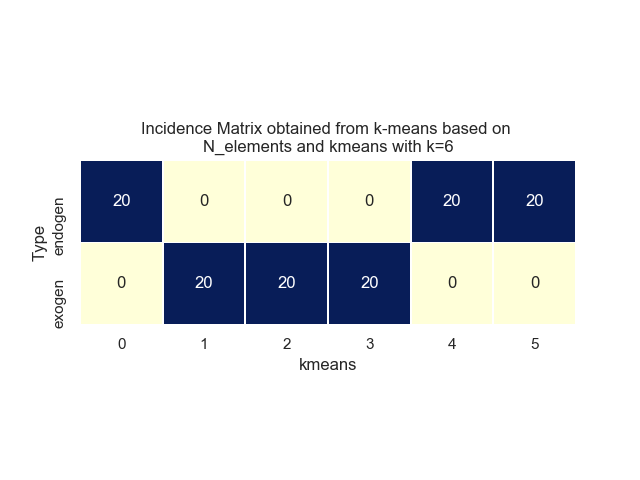 Incidence Matrix obtained from k-means based on
N_elements and kmeans with k=6
Type
endogen
20 0 0 0 20 20
exogen
0 20 20 20 0 0
0 1 2 3 4 5
kmeans